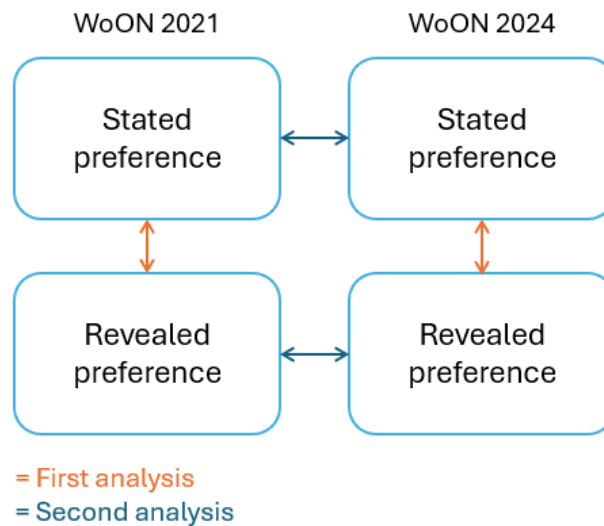 WoON 2021
WoON 2024
Stated
preference
Stated
preference
Revealed
preference
Revealed
preference
= First analysis
= Second analysis